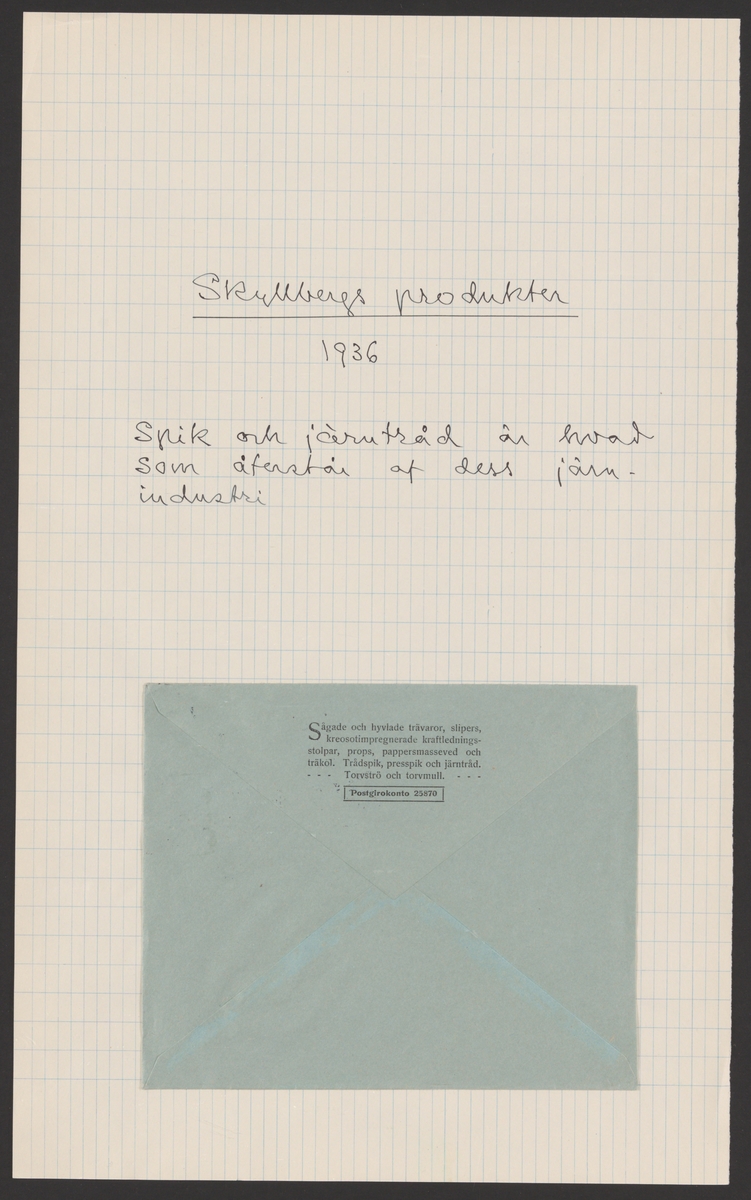 Skyllbergs produkter
1936
Spik och järntråd är hvad
som återstår af dess järn-
industri
Sågade och hyvlade trävaror, slipers,
kreosotimpregnerade kraftlednings-
stolpar, props, pappersmasseved och
träkol. Trådspik, presspik och järntråd.
- - - Torvströ och torvmull. - - -
Postgirokonto 25870